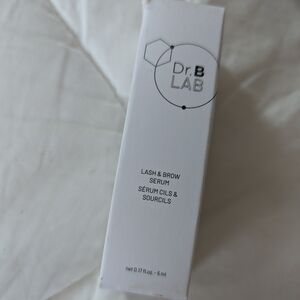 Dr.B
LAB
LASH & BROW
SERUM
SÉRUM CILS &
SOURCILS
net 0.17 fl.oz. - 5 ml